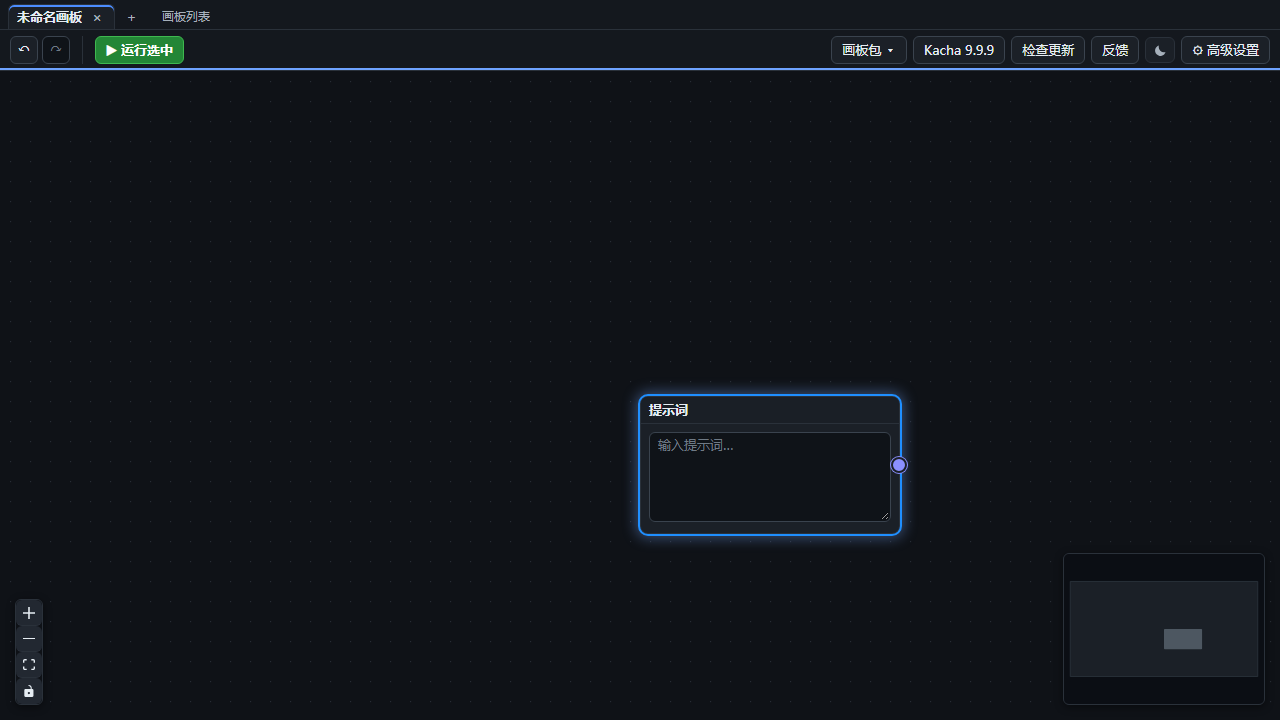 未命名画板 × + 画板列表
▶ 运行选中 画板包 Kacha 9.9.9 检查更新 反馈 ⚙ 高级设置
提示词
输入提示词...